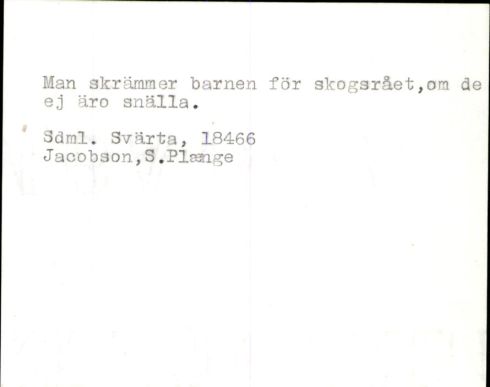 Man skrämmer barnen för skogsrået,om de
ej äro snälla.
Sdml. Svärta, 18466
Jacobson,S.Plænge